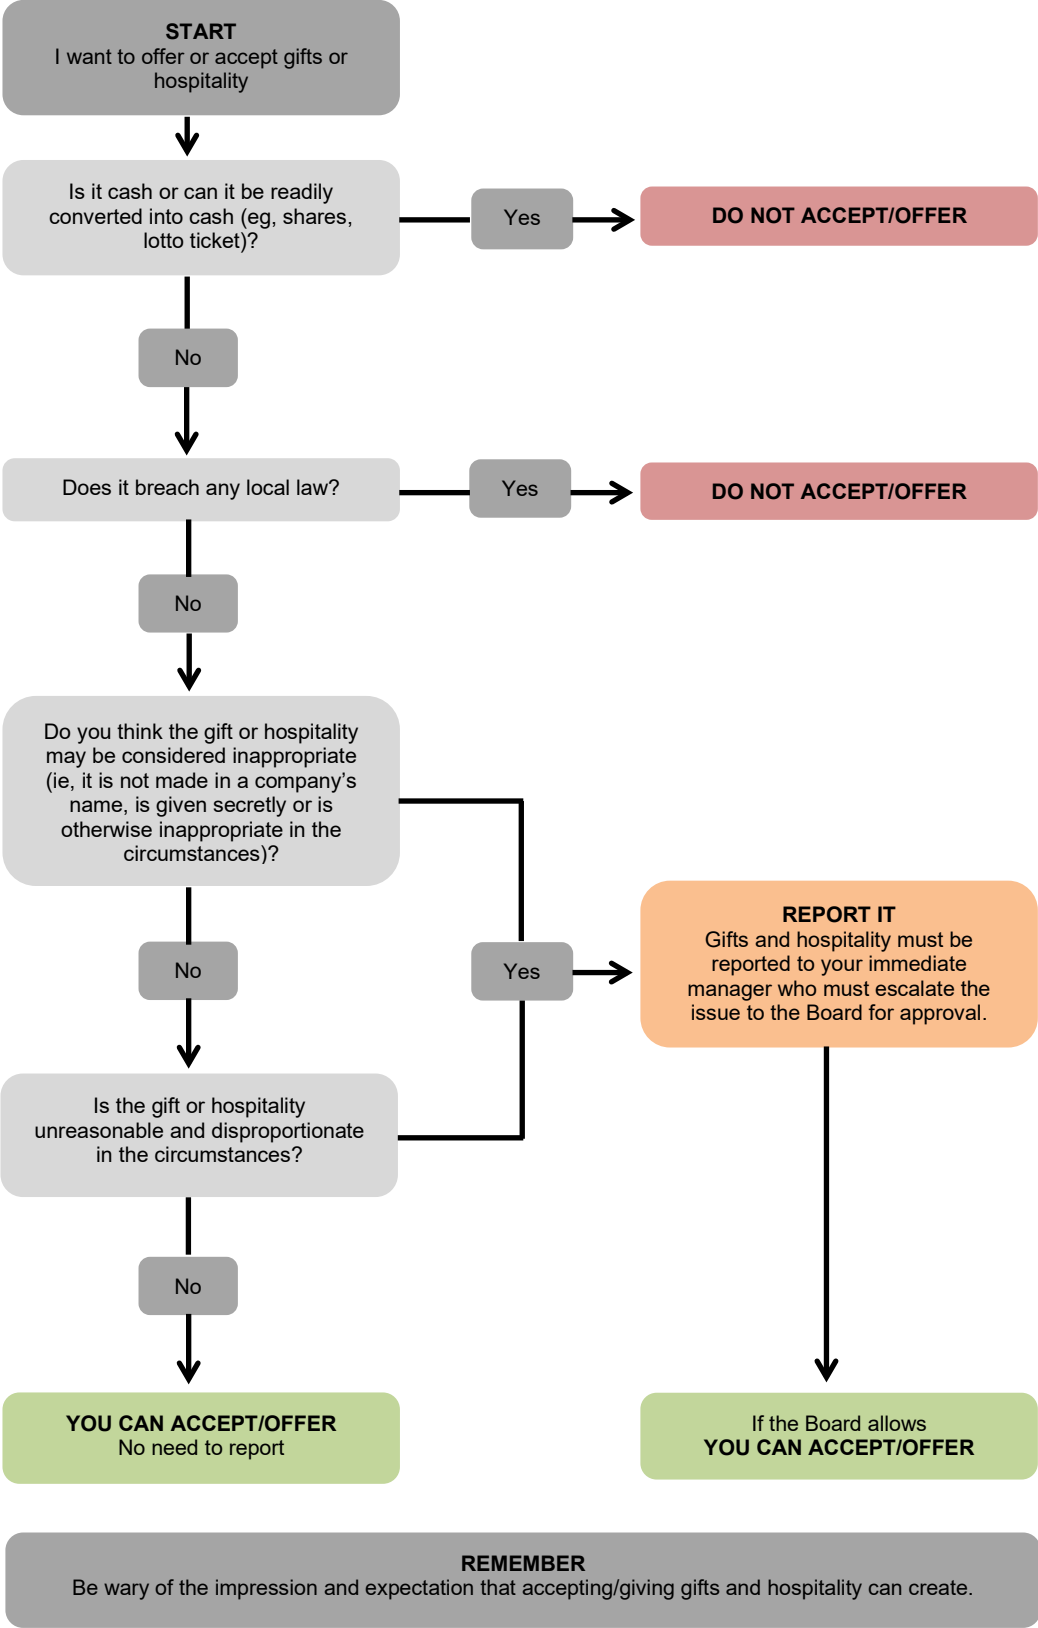 START
I want to offer or accept gifts or
hospitality
Is it cash or can it be readily
converted into cash (eg, shares,
lotto ticket)?
Yes
DO NOT ACCEPT/OFFER
No
Does it breach any local law?
Yes
DO NOT ACCEPT/OFFER
No
Do you think the gift or hospitality
may be considered inappropriate
(ie, it is not made in a company’s
name, is given secretly or is
otherwise inappropriate in the
circumstances)?
No
Yes
REPORT IT
Gifts and hospitality must be
reported to your immediate
manager who must escalate the
issue to the Board for approval.
Is the gift or hospitality
unreasonable and disproportionate
in the circumstances?
No
YOU CAN ACCEPT/OFFER
No need to report
If the Board allows
YOU CAN ACCEPT/OFFER
REMEMBER
Be wary of the impression and expectation that accepting/giving gifts and hospitality can create.